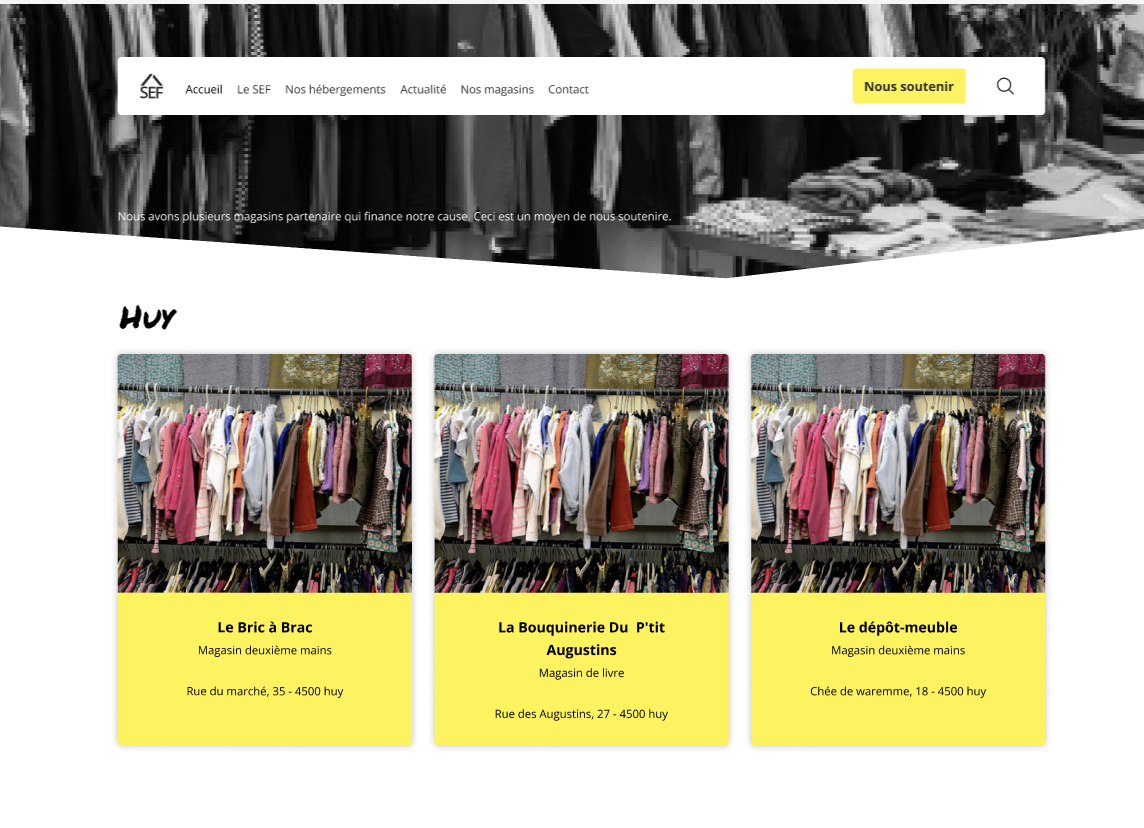 SEF
Accueil Le SEF Nos hébergements Actualité Nos magasins Contact
Nous soutenir
Nous avons plusieurs magasins partenaire qui finance notre cause. Ceci est un moyen de nous soutenire.
Huy
Le Bric à Brac
Magasin deuxième mains
Rue du marché, 35 - 4500 huy
La Bouquinerie Du P'tit
Augustins
Magasin de livre
Rue des Augustins, 27 - 4500 huy
Le dépôt-meuble
Magasin deuxième mains
Chée de waremme, 18 - 4500 huy